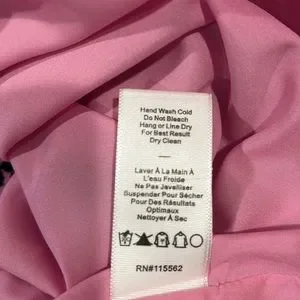 Hand Wash Cold
Do Not Bleach
Hang or Line Dry
For Best Result
Dry Clean
Laver À La Main À
L'eau Froide
Ne Pas Javelliser
Suspendre Pour Sécher
Pour Des Résultats
Optimaux
Nettoyer À Sec
RN#115562